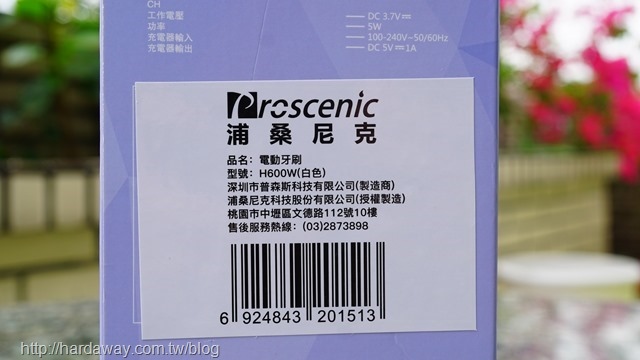 CH
工作電壓 DC 3.7V
功率 5W
充電器輸入 100-240V~50/60Hz
充電器輸出 DC 5V 1A
Proscenic
浦桑尼克
品名: 電動牙刷
型號: H600W(白色)
深圳市普森斯科技有限公司(製造商)
浦桑尼克科技股份有限公司(授權製造)
桃園市中壢區文德路112號10樓
售後服務熱線: (03)2873898
6 924843 201513
http://hardaway.com.tw/blog